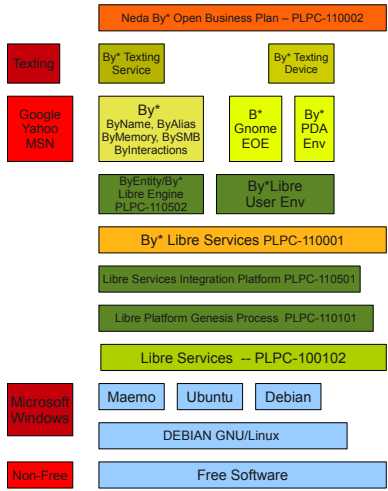 Neda By* Open Business Plan – PLPC-110002
Texting
By* Texting
Service
By* Texting
Device
Google
Yahoo
MSN
By*
ByName, ByAlias
ByMemory, BySMB
ByInteractions
B*
Gnome
EOE
By*
PDA
Env
ByEntity/By*
Libre Engine
PLPC-110502
By*Libre
User Env
By* Libre Services PLPC-110001
Libre Services Integration Platform PLPC-110501
Libre Platform Genesis Process PLPC-110101
Libre Services -- PLPC-100102
Microsoft
Windows
Maemo
Ubuntu
Debian
DEBIAN GNU/Linux
Non-Free
Free Software